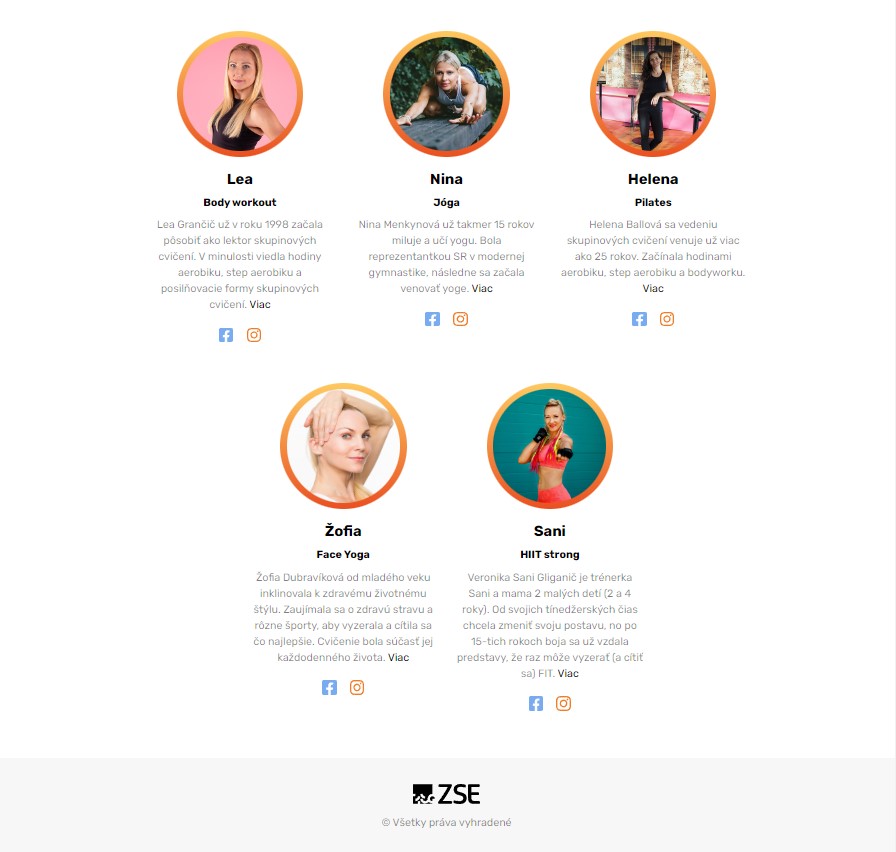 Lea
Body workout
Lea Grančič už v roku 1998 začala
pôsobiť ako lektor skupinových
cvičení. V minulosti viedla hodiny
aerobiku, step aerobiku a
posilňovacie formy skupinových
cvičení. Viac
Nina
Jóga
Nina Menkynová už takmer 15 rokov
miluje a učí yogu. Bola
reprezentantkou SR v modernej
gymnastike, následne sa začala
venovať yoge. Viac
Helena
Pilates
Helena Ballová sa vedeniu
skupinových cvičení venuje už viac
ako 25 rokov. Začínala hodinami
aerobiku, step aerobiku a bodyworku.
Viac
Žofia
Face Yoga
Žofia Dubravíková od mladého veku
inklinovala k zdravému životnému
štýlu. Zaujímala sa o zdravú stravu a
rôzne športy, aby vyzerala a cítila sa
čo najlepšie. Cvičenie bola súčasť jej
každodenného života. Viac
Sani
HIIT strong
Veronika Sani Gliganič je trénerka
Sani a mama 2 malých detí (2 a 4
roky). Od svojich tínedžerských čias
chcela zmeniť svoju postavu, no po
15-tich rokoch boja sa už vzdala
predstavy, že raz môže vyzerať (a cítiť
sa) FIT. Viac
ZSE
© Všetky práva vyhradené